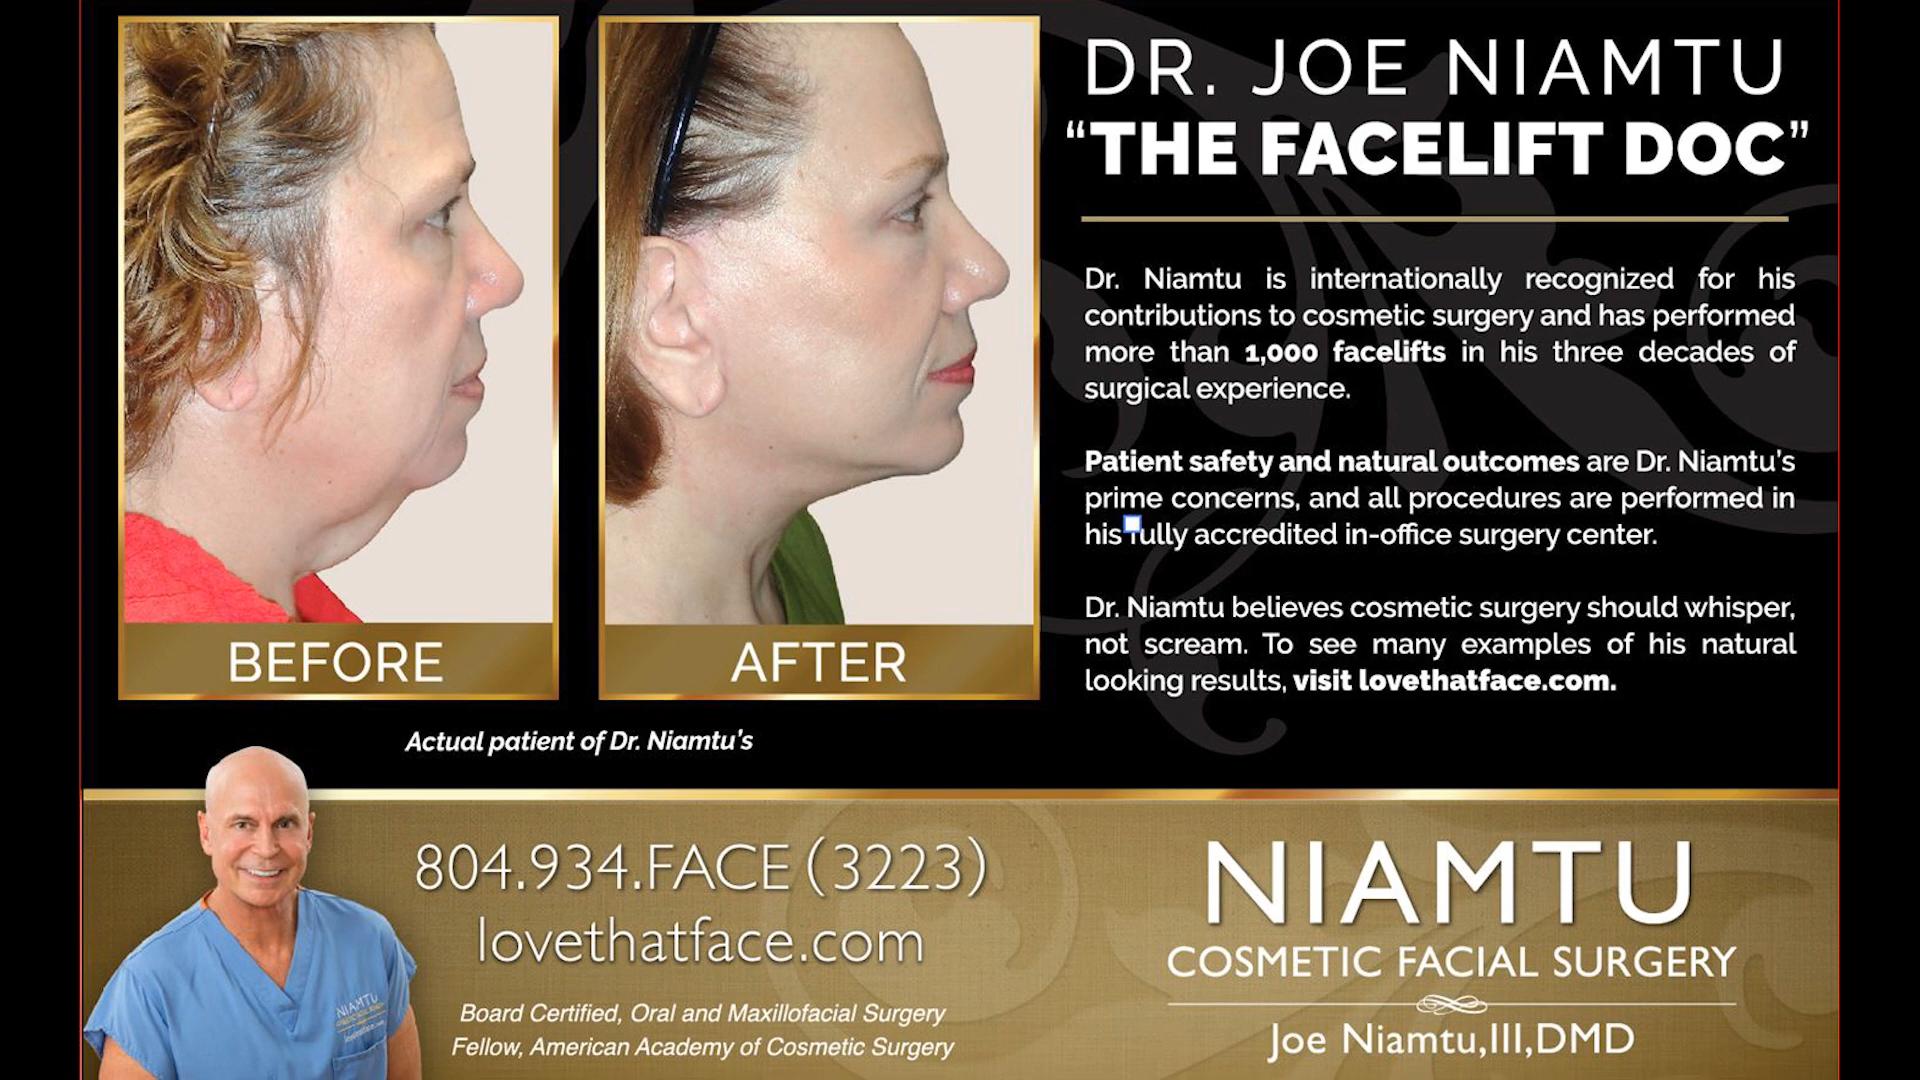 DR. JOE NIAMTU
“THE FACELIFT DOC”
Dr. Niamtu is internationally recognized for his
contributions to cosmetic surgery and has performed
more than 1,000 facelifts in his three decades of
surgical experience.
Patient safety and natural outcomes are Dr. Niamtu’s
prime concerns, and all procedures are performed in
his fully accredited in-office surgery center.
Dr. Niamtu believes cosmetic surgery should whisper,
not scream. To see many examples of his natural
looking results, visit lovethatface.com.
BEFORE
AFTER
Actual patient of Dr. Niamtu’s
804.934.FACE (3223)
lovethatface.com
Board Certified, Oral and Maxillofacial Surgery
Fellow, American Academy of Cosmetic Surgery
NIAMTU
COSMETIC FACIAL SURGERY
Joe Niamtu,III,DMD
NIAMTU